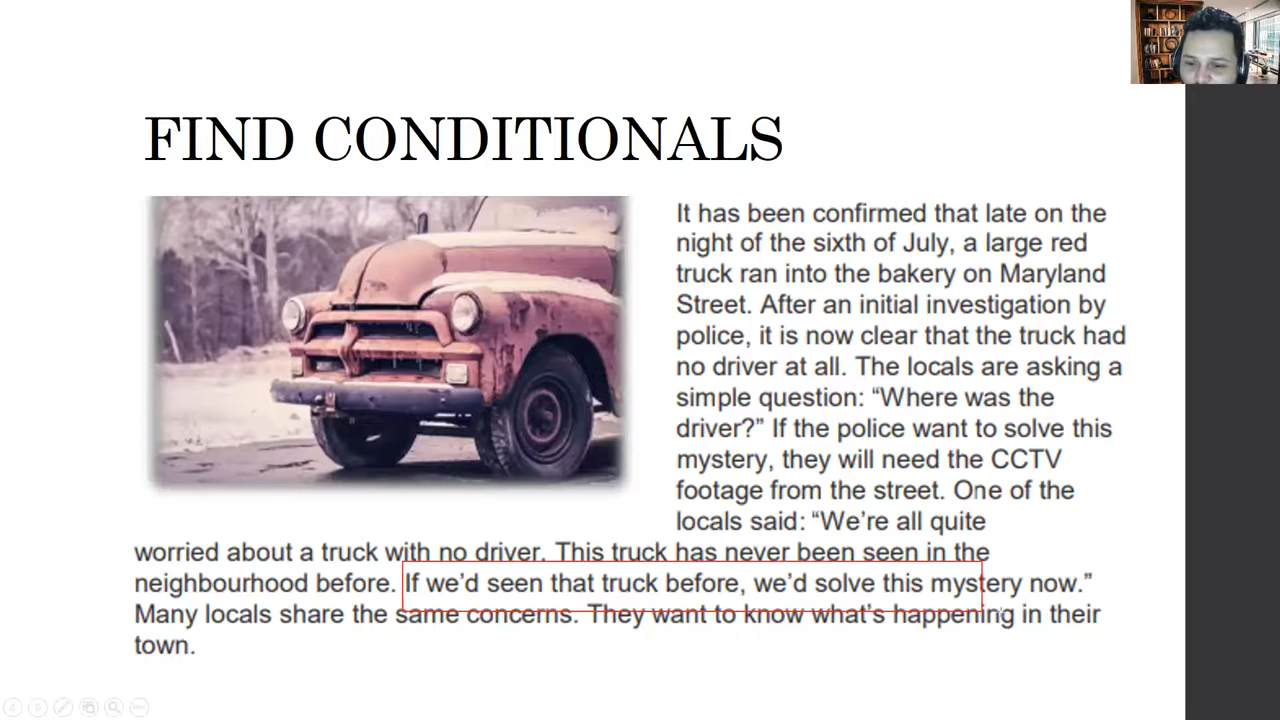 FIND CONDITIONALS
It has been confirmed that late on the
night of the sixth of July, a large red
truck ran into the bakery on Maryland
Street. After an initial investigation by
police, it is now clear that the truck had
no driver at all. The locals are asking a
simple question: “Where was the
driver?” If the police want to solve this
mystery, they will need the CCTV
footage from the street. One of the
locals said: “We’re all quite
worried about a truck with no driver. This truck has never been seen in the
neighbourhood before. If we’d seen that truck before, we’d solve this mystery now.”
Many locals share the same concerns. They want to know what’s happening in their
town.